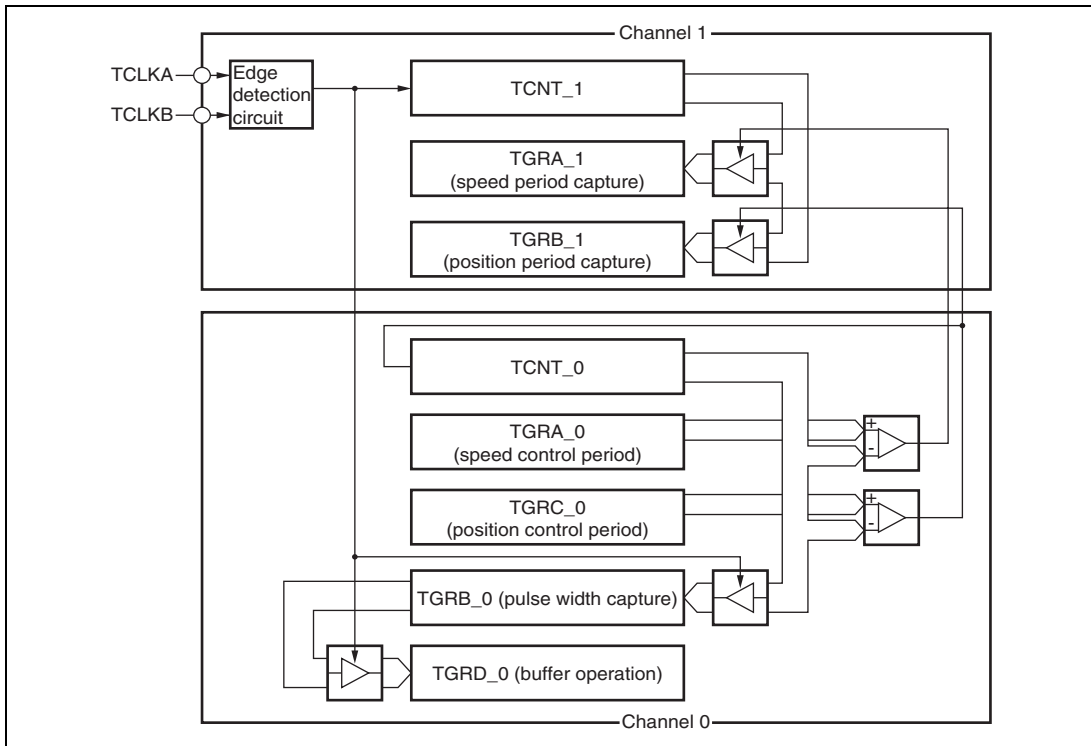 Channel 1
TCLKA
TCLKB
Edge
detection
circuit
TCNT_1
TGRA_1
(speed period capture)
TGRB_1
(position period capture)
TCNT_0
TGRA_0
(speed control period)
TGRC_0
(position control period)
+
-
+
-
TGRB_0 (pulse width capture)
TGRD_0 (buffer operation)
Channel 0